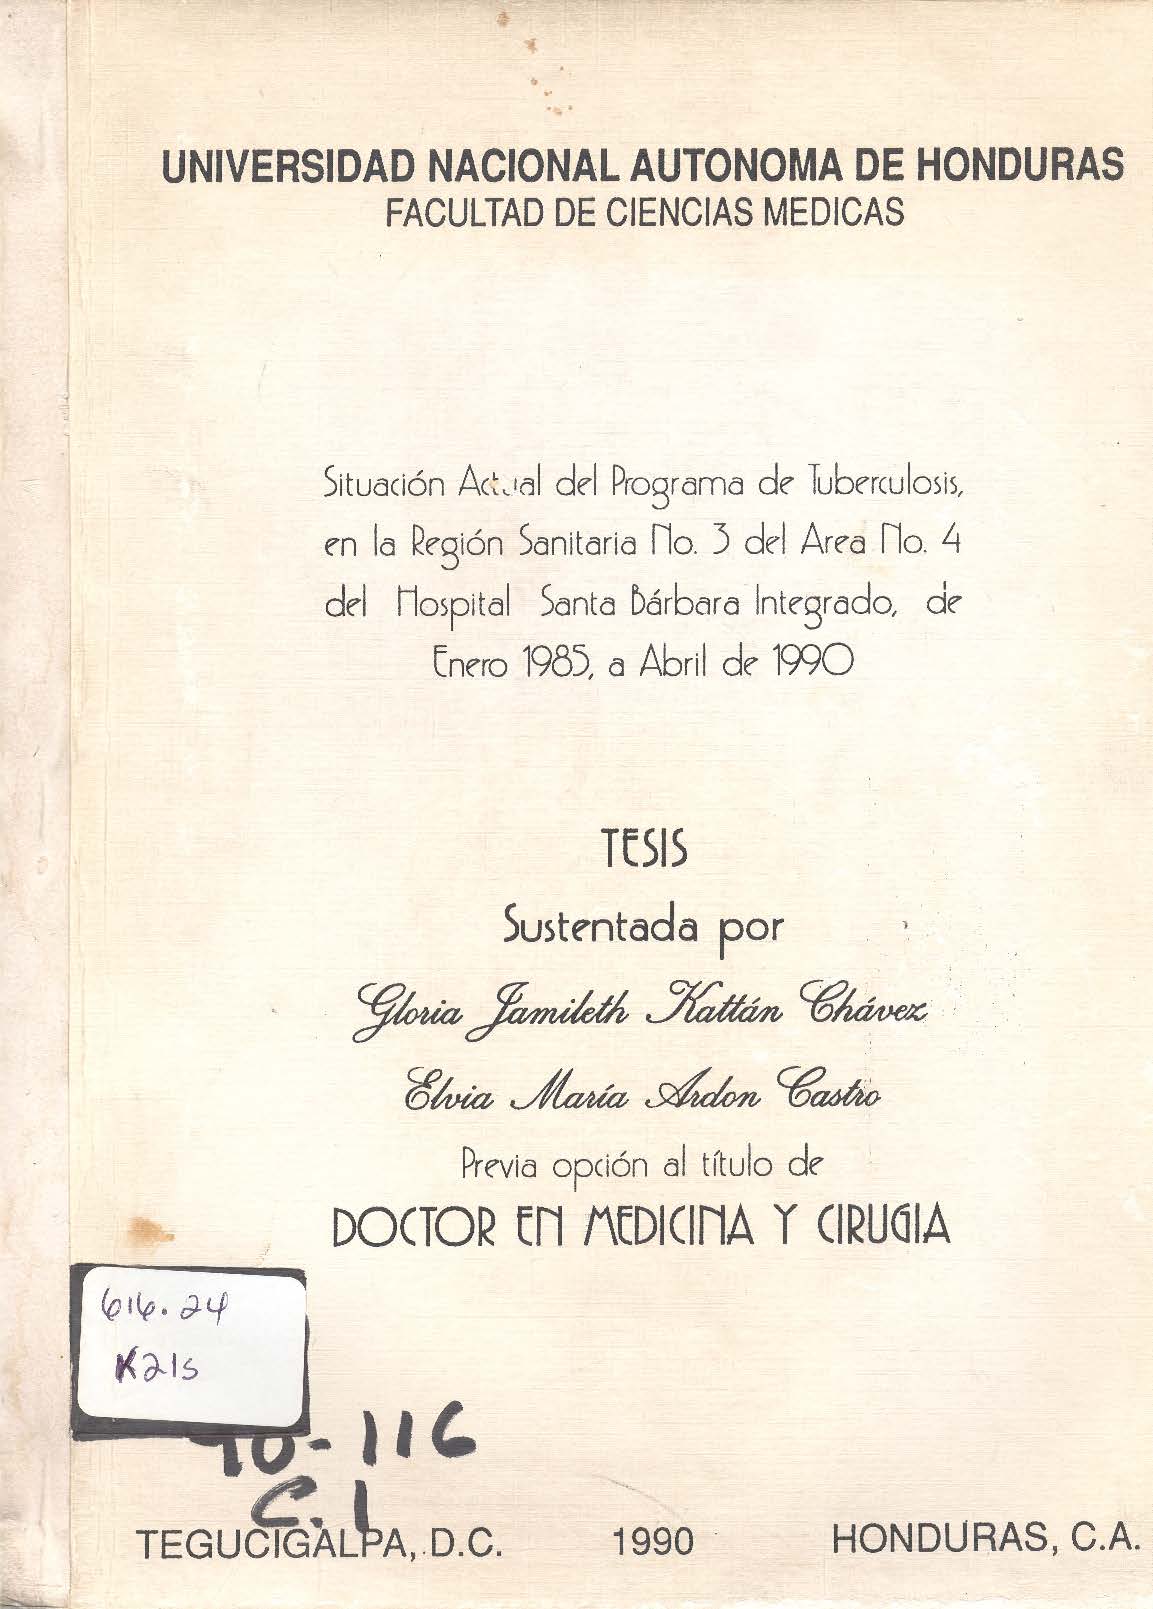 UNIVERSIDAD NACIONAL AUTONOMA DE HONDURAS
FACULTAD DE CIENCIAS MEDICAS
Situación Actual del Programa de Tuberculosis,
en la Región Sanitaria No. 3 del Area No. 4
del Hospital Santa Bárbara Integrado, de
Enero 1985, a Abril de 1990
TESIS
Sustentada por
Gloria Jamileth Kattán Chávez
Elvia María Ardon Castro
Previa opción al título de
DOCTOR EN MEDICINA Y CIRUGIA
616.24
K21s
90-116
C.1
TEGUCIGALPA, D.C. 1990 HONDURAS, C.A.